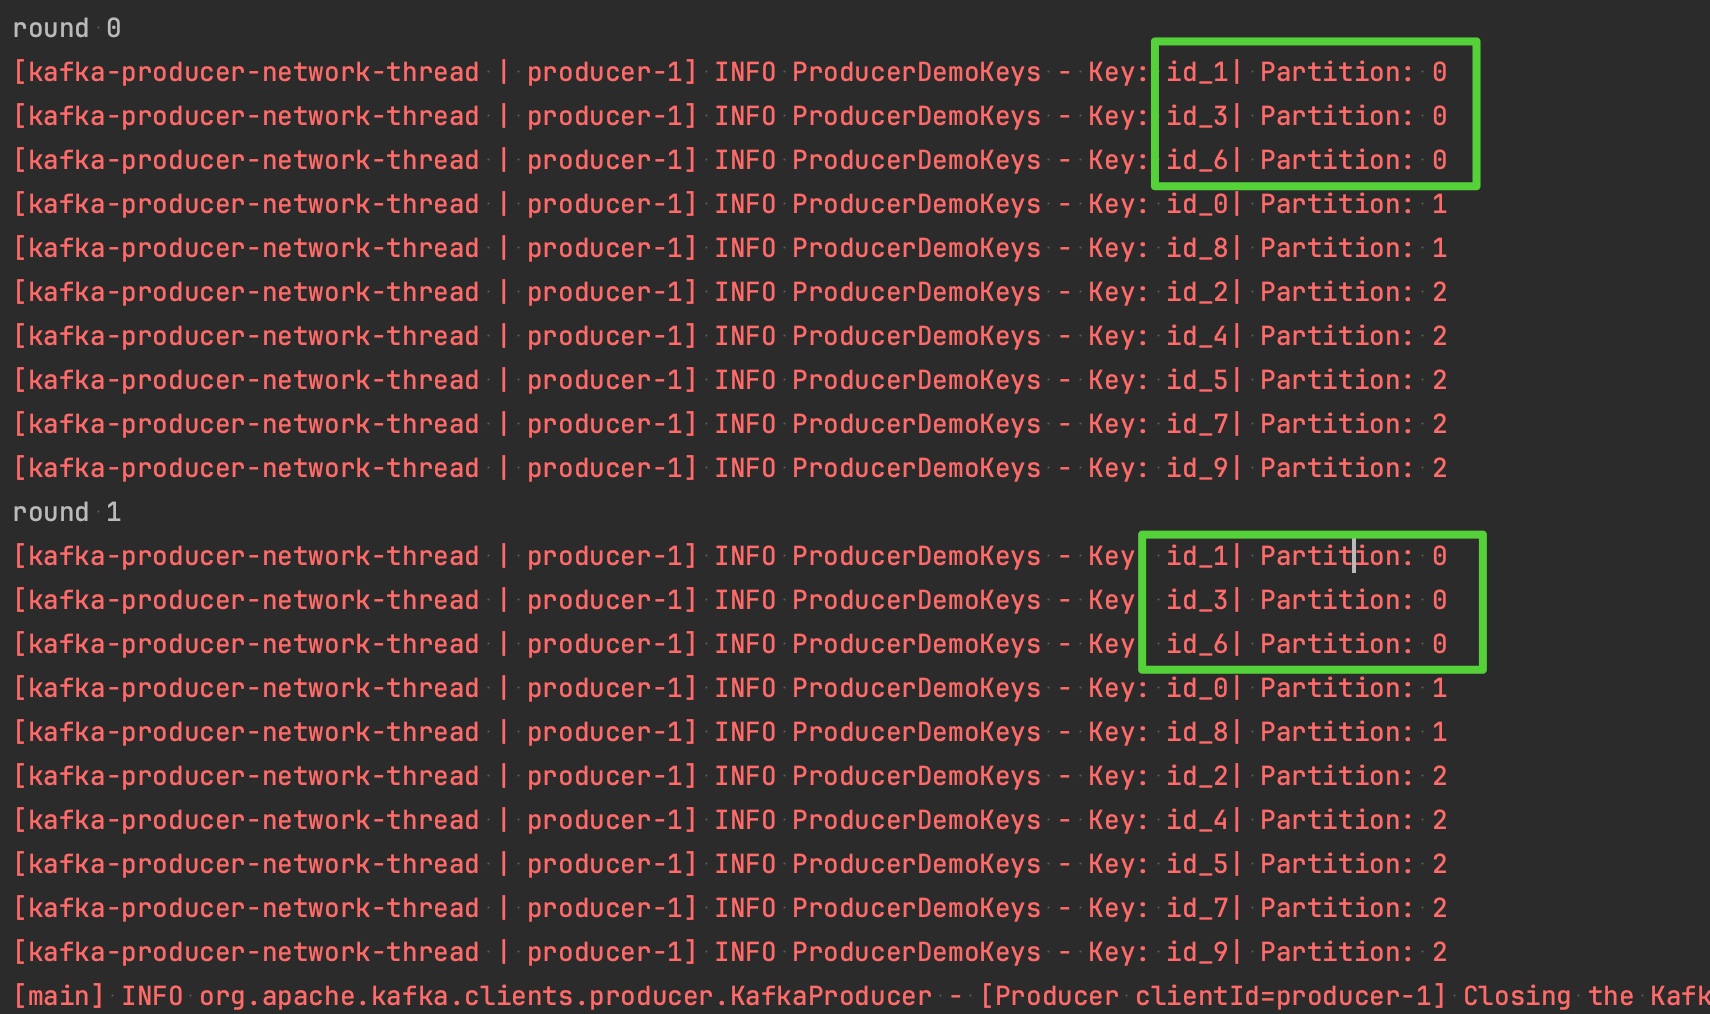 round 0
[kafka-producer-network-thread | producer-1] INFO ProducerDemoKeys - Key: id_1| Partition: 0
[kafka-producer-network-thread | producer-1] INFO ProducerDemoKeys - Key: id_3| Partition: 0
[kafka-producer-network-thread | producer-1] INFO ProducerDemoKeys - Key: id_6| Partition: 0
[kafka-producer-network-thread | producer-1] INFO ProducerDemoKeys - Key: id_0| Partition: 1
[kafka-producer-network-thread | producer-1] INFO ProducerDemoKeys - Key: id_8| Partition: 1
[kafka-producer-network-thread | producer-1] INFO ProducerDemoKeys - Key: id_2| Partition: 2
[kafka-producer-network-thread | producer-1] INFO ProducerDemoKeys - Key: id_4| Partition: 2
[kafka-producer-network-thread | producer-1] INFO ProducerDemoKeys - Key: id_5| Partition: 2
[kafka-producer-network-thread | producer-1] INFO ProducerDemoKeys - Key: id_7| Partition: 2
[kafka-producer-network-thread | producer-1] INFO ProducerDemoKeys - Key: id_9| Partition: 2
round 1
[kafka-producer-network-thread | producer-1] INFO ProducerDemoKeys - Key id_1| Partition: 0
[kafka-producer-network-thread | producer-1] INFO ProducerDemoKeys - Key id_3| Partition: 0
[kafka-producer-network-thread | producer-1] INFO ProducerDemoKeys - Key id_6| Partition: 0
[kafka-producer-network-thread | producer-1] INFO ProducerDemoKeys - Key: id_0| Partition: 1
[kafka-producer-network-thread | producer-1] INFO ProducerDemoKeys - Key: id_8| Partition: 1
[kafka-producer-network-thread | producer-1] INFO ProducerDemoKeys - Key: id_2| Partition: 2
[kafka-producer-network-thread | producer-1] INFO ProducerDemoKeys - Key: id_4| Partition: 2
[kafka-producer-network-thread | producer-1] INFO ProducerDemoKeys - Key: id_5| Partition: 2
[kafka-producer-network-thread | producer-1] INFO ProducerDemoKeys - Key: id_7| Partition: 2
[kafka-producer-network-thread | producer-1] INFO ProducerDemoKeys - Key: id_9| Partition: 2
[main] INFO org.apache.kafka.clients.producer.KafkaProducer - [Producer clientId=producer-1] Closing the Kaf